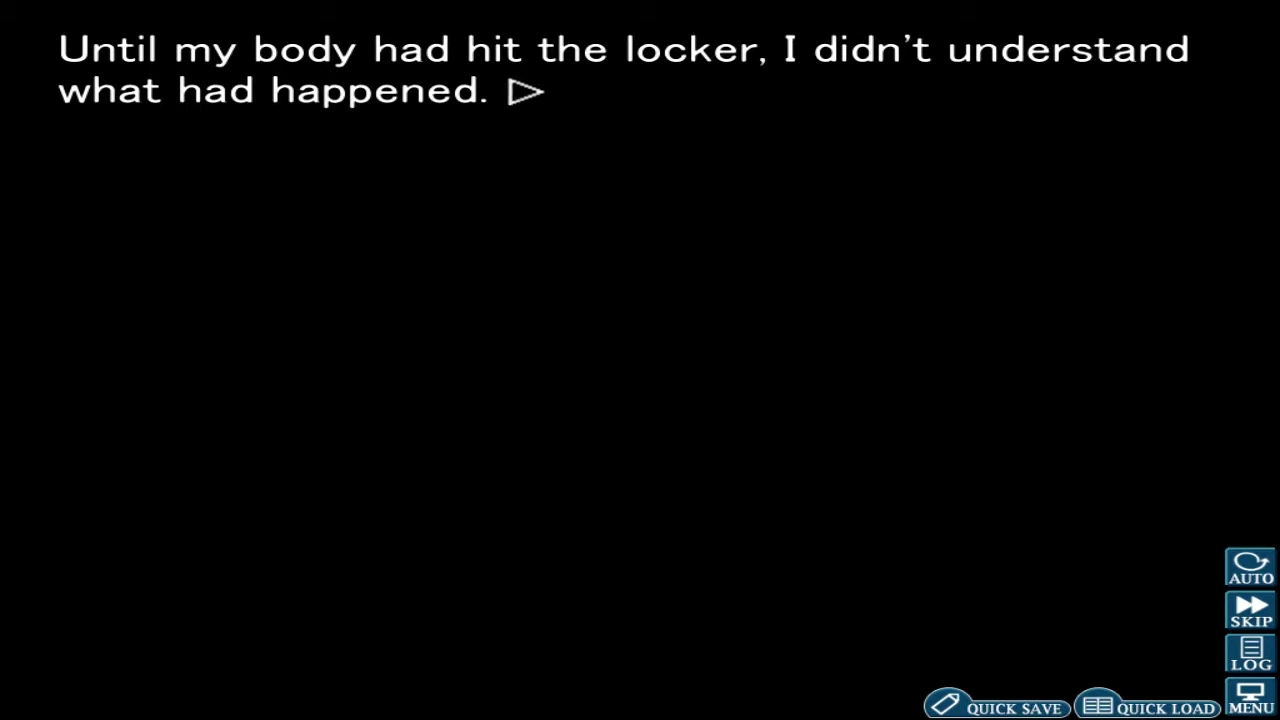 Until my body had hit the locker, I didn't understand
what had happened.
AUTO
SKIP
LOG
QUICK SAVE
QUICK LOAD
MENU